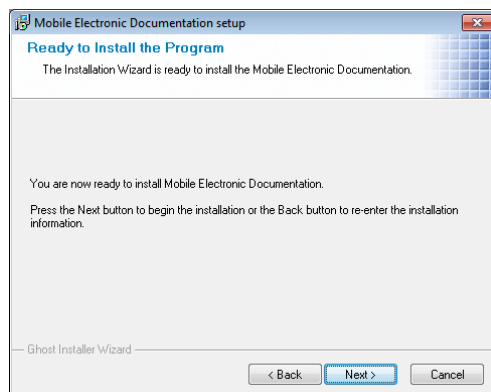 Mobile Electronic Documentation setup
Ready to Install the Program
The Installation Wizard is ready to install the Mobile Electronic Documentation.
You are now ready to install Mobile Electronic Documentation.
Press the Next button to begin the installation or the Back button to re-enter the installation
information.
Ghost Installer Wizard
< Back Next > Cancel